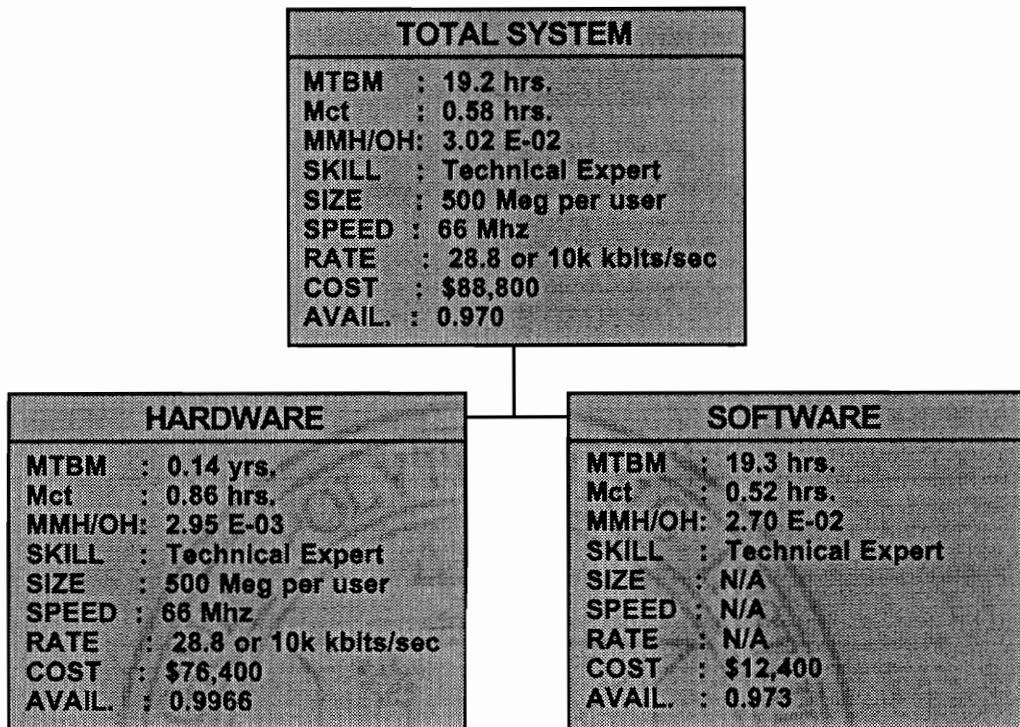 TOTAL SYSTEM
MTBM : 19.2 hrs.
Mct : 0.58 hrs.
MMH/OH: 3.02 E-02
SKILL : Technical Expert
SIZE : 500 Meg per user
SPEED : 66 Mhz
RATE : 28.8 or 10k kbits/sec
COST : $88,800
AVAIL. : 0.970
HARDWARE
MTBM : 0.14 yrs.
Mct : 0.86 hrs.
MMH/OH: 2.95 E-03
SKILL : Technical Expert
SIZE : 500 Meg per user
SPEED : 66 Mhz
RATE : 28.8 or 10k kbits/sec
COST : $76,400
AVAIL. : 0.9966
SOFTWARE
MTBM : 19.3 hrs.
Mct : 0.52 hrs.
MMH/OH: 2.70 E-02
SKILL : Technical Expert
SIZE : N/A
SPEED : N/A
RATE : N/A
COST : $12,400
AVAIL. : 0.973